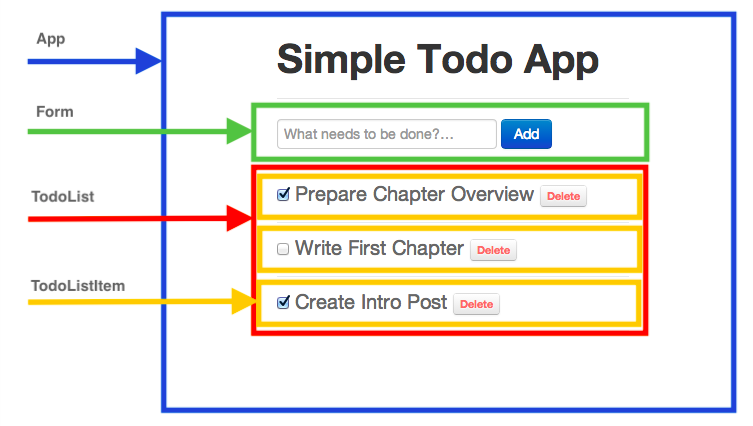 App
Simple Todo App
Form
What needs to be done?... Add
TodoList
Prepare Chapter Overview Delete
Write First Chapter Delete
TodoListItem
Create Intro Post Delete